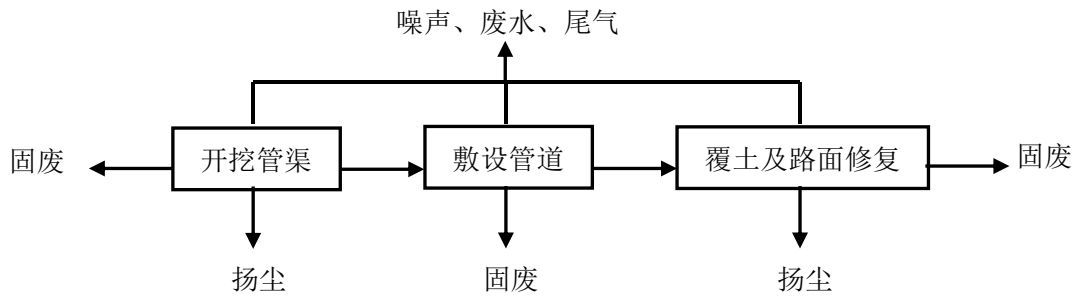 噪声、废水、尾气
固废
开挖管渠
敷设管道
覆土及路面修复
固废
扬尘
固废
扬尘